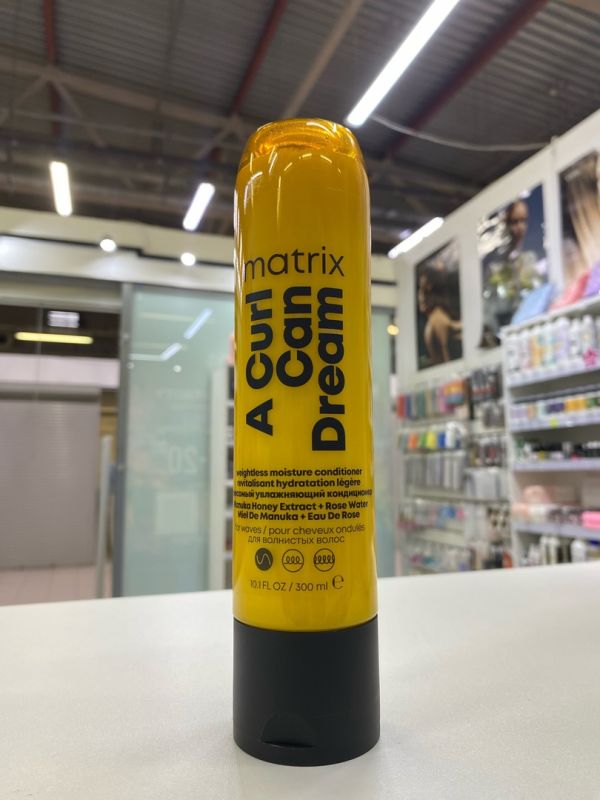 matrix
A Curl
Can
Dream
weightless moisture conditioner
revitalisant hydratation légère
увлажняющий кондиционер
Manuka Honey Extract + Rose Water
Miel De Manuka + Eau De Rose
for waves / pour cheveux ondulés
для волнистых волос
10.1 FL OZ / 300 ml e